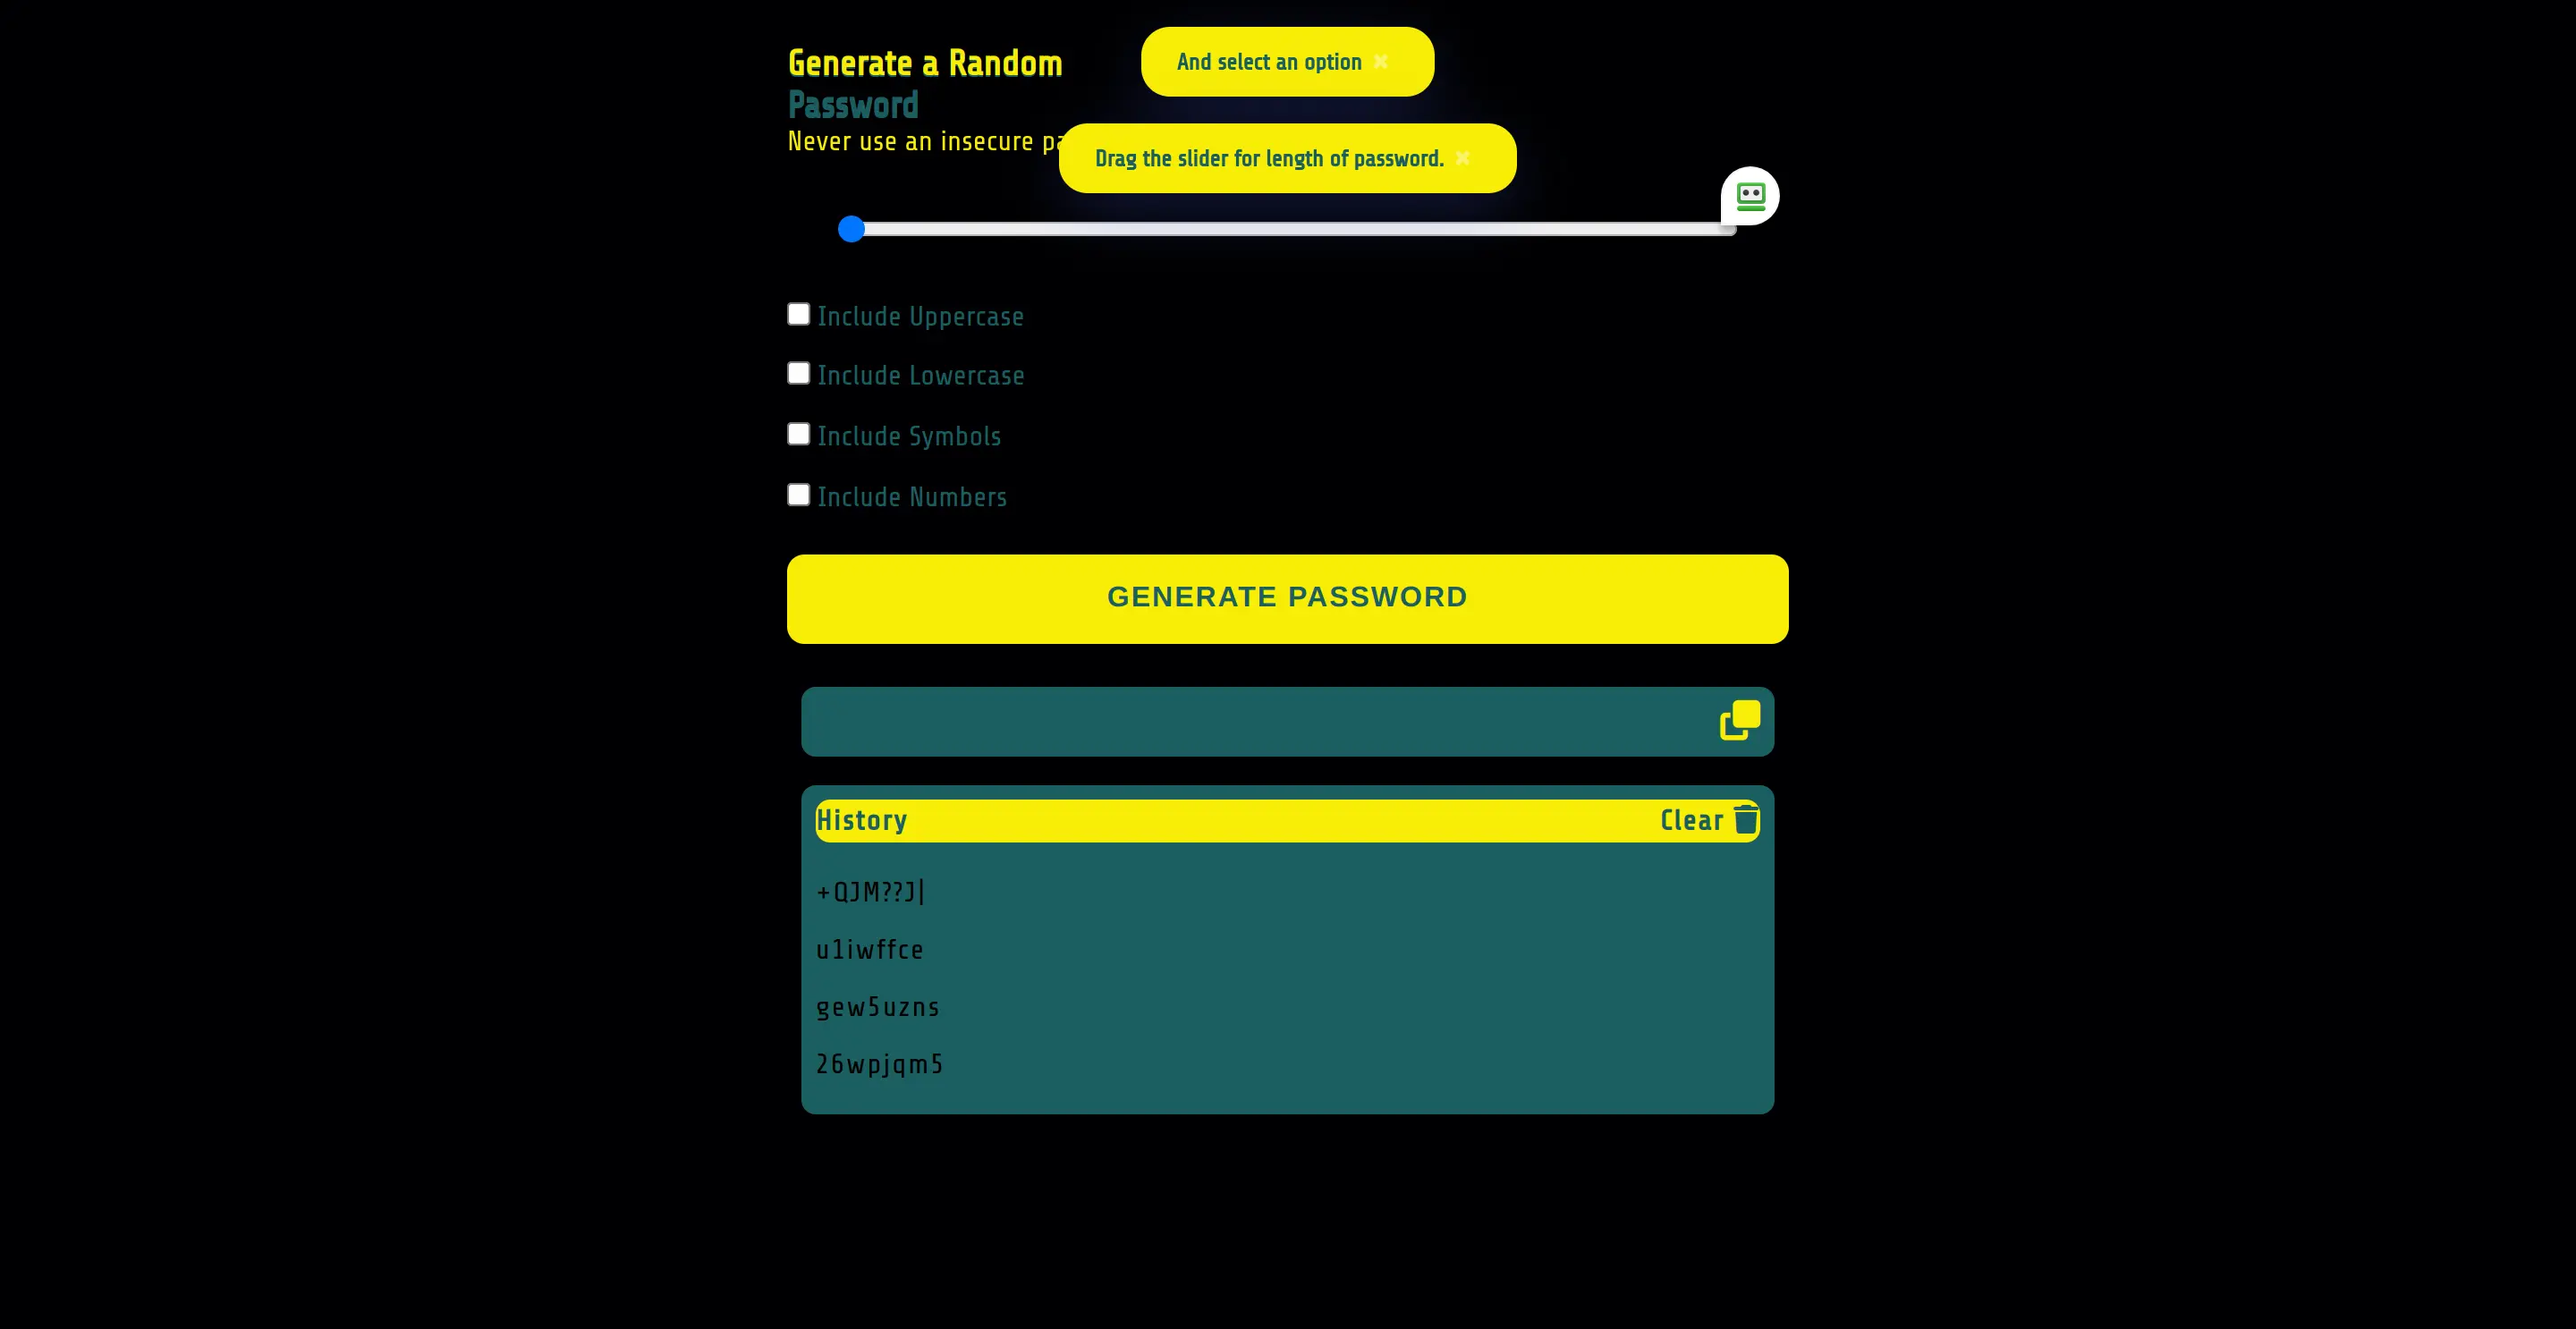 Generate a Random
Password
Never use an insecure
And select an option ×
Drag the slider for length of password. ×
Include Uppercase
Include Lowercase
Include Symbols
Include Numbers
GENERATE PASSWORD
History
Clear
+QJM??J|
u1iwffce
gew5uzns
26wpjqm5